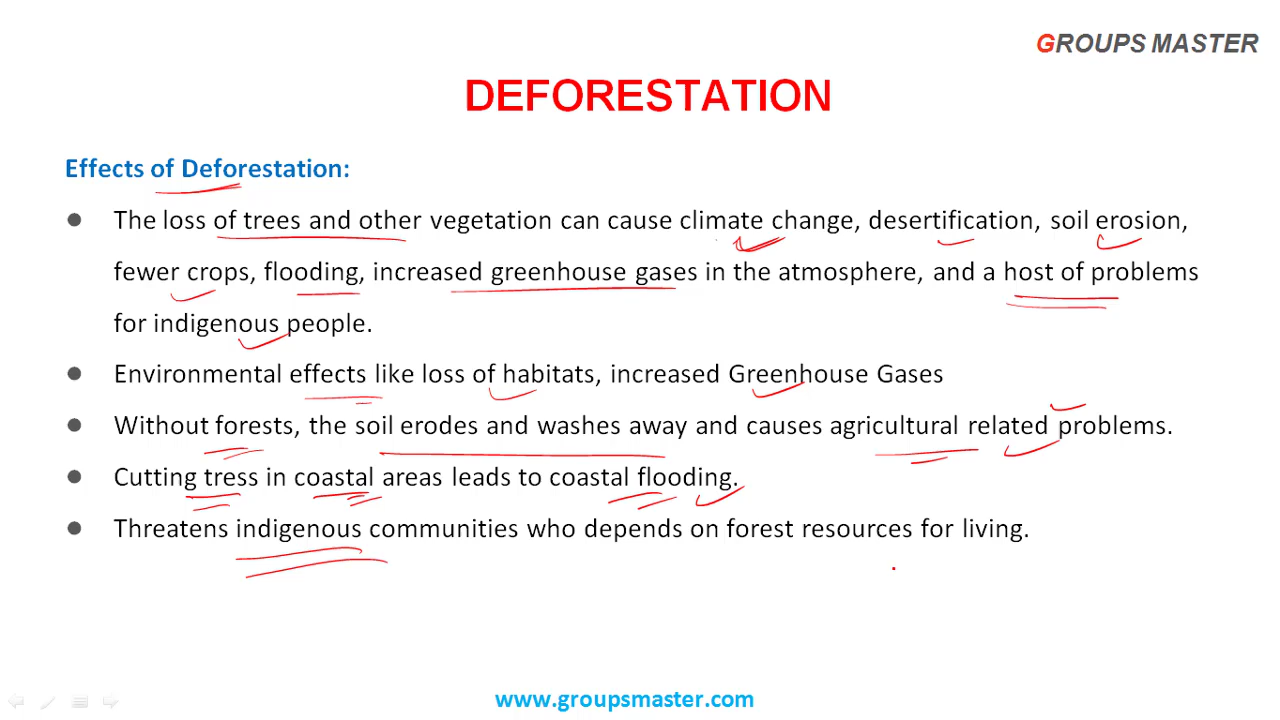 GROUPS MASTER
DEFORESTATION
Effects of Deforestation:
● The loss of trees and other vegetation can cause climate change, desertification, soil erosion,
fewer crops, flooding, increased greenhouse gases in the atmosphere, and a host of problems
for indigenous people.
● Environmental effects like loss of habitats, increased Greenhouse Gases
● Without forests, the soil erodes and washes away and causes agricultural related problems.
● Cutting tress in coastal areas leads to coastal flooding.
● Threatens indigenous communities who depends on forest resources for living.
www.groupsmaster.com